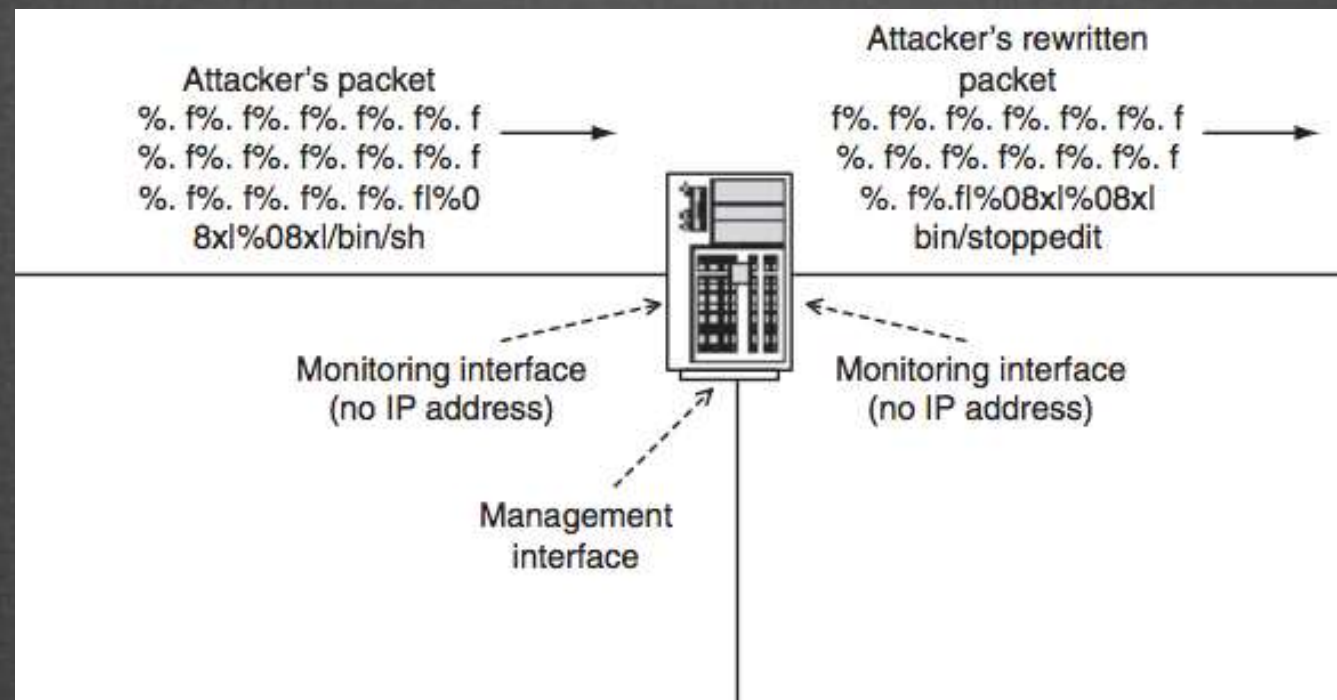 Attacker's packet
%. f%. f%. f%. f%. f%. f
%. f%. f%. f%. f%. f%. f
%. f%. f%. f%. f%. fl%0
8xl%08xl/bin/sh
Attacker's rewritten
packet
f%. f%. f%. f%. f%. f%. f
%. f%. f%. f%. f%. f%. f
%. f%.fl%08xl%08xl
bin/stoppedit
Monitoring interface
(no IP address)
Monitoring interface
(no IP address)
Management
interface